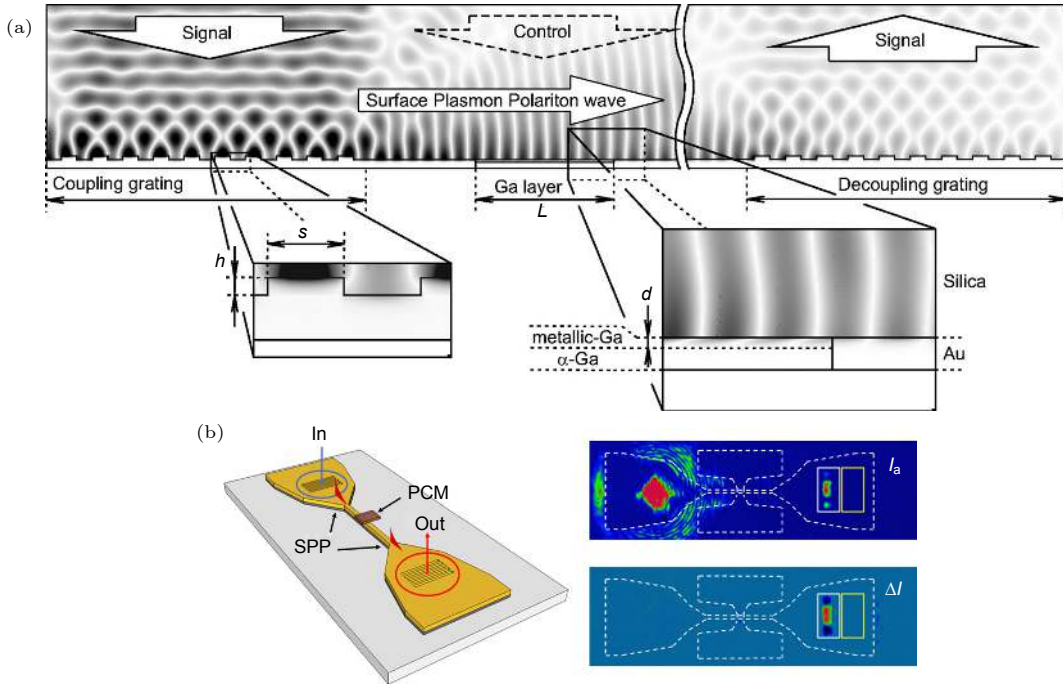 (a)
Signal
Control
Signal
Surface Plasmon Polariton wave
Coupling grating
Ga layer
Decoupling grating
L
s
h
d
Silica
metallic-Ga
α-Ga
Au
(b)
In
PCM
Out
SPP
Ia
ΔI